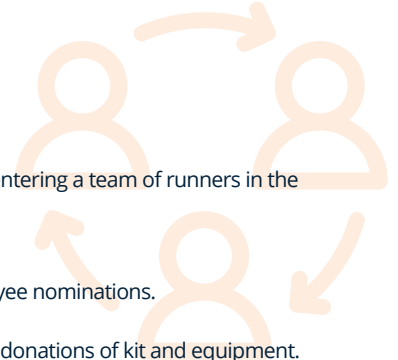 ntering a team of runners in the
yee nominations.
donations of kit and equipment.